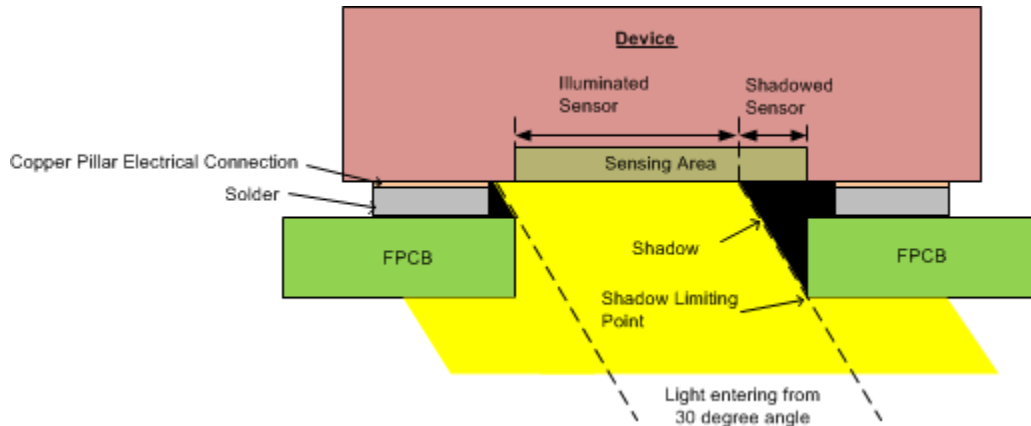 Device
Illuminated
Sensor
Shadowed
Sensor
Copper Pillar Electrical Connection
Sensing Area
Solder
FPCB
Shadow
FPCB
Shadow Limiting
Point
Light entering from
30 degree angle